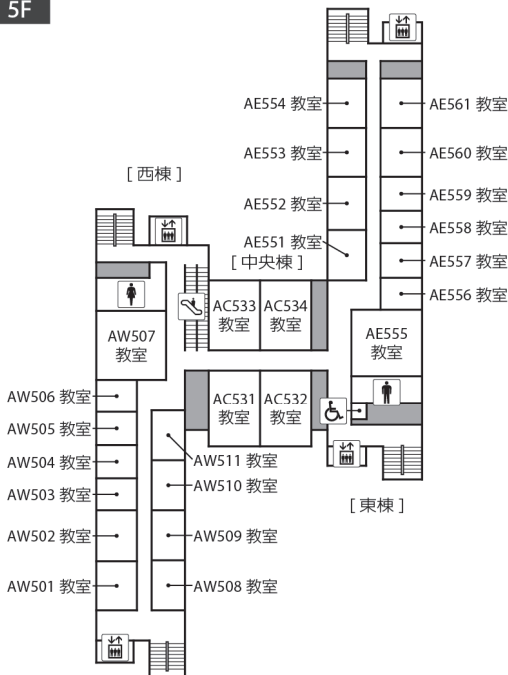 5F
AE554 教室
AE561 教室
AE553 教室
AE560 教室
[ 西棟 ]
AE552 教室
AE559 教室
AE558 教室
AE551 教室
[ 中央棟 ]
AE557 教室
AE556 教室
AC533
教室
AC534
教室
AW507
教室
AE555
教室
AC531
教室
AC532
教室
AW506 教室
AW505 教室
AW504 教室
AW503 教室
AW502 教室
AW501 教室
AW511 教室
AW510 教室
AW509 教室
AW508 教室
[ 東棟 ]